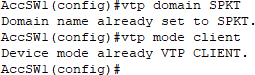 AccSW1(config)#vtp domain SPKT
Domain name already set to SPKT.
AccSW1(config)#vtp mode client
Device mode already VTP CLIENT.
AccSW1(config)#